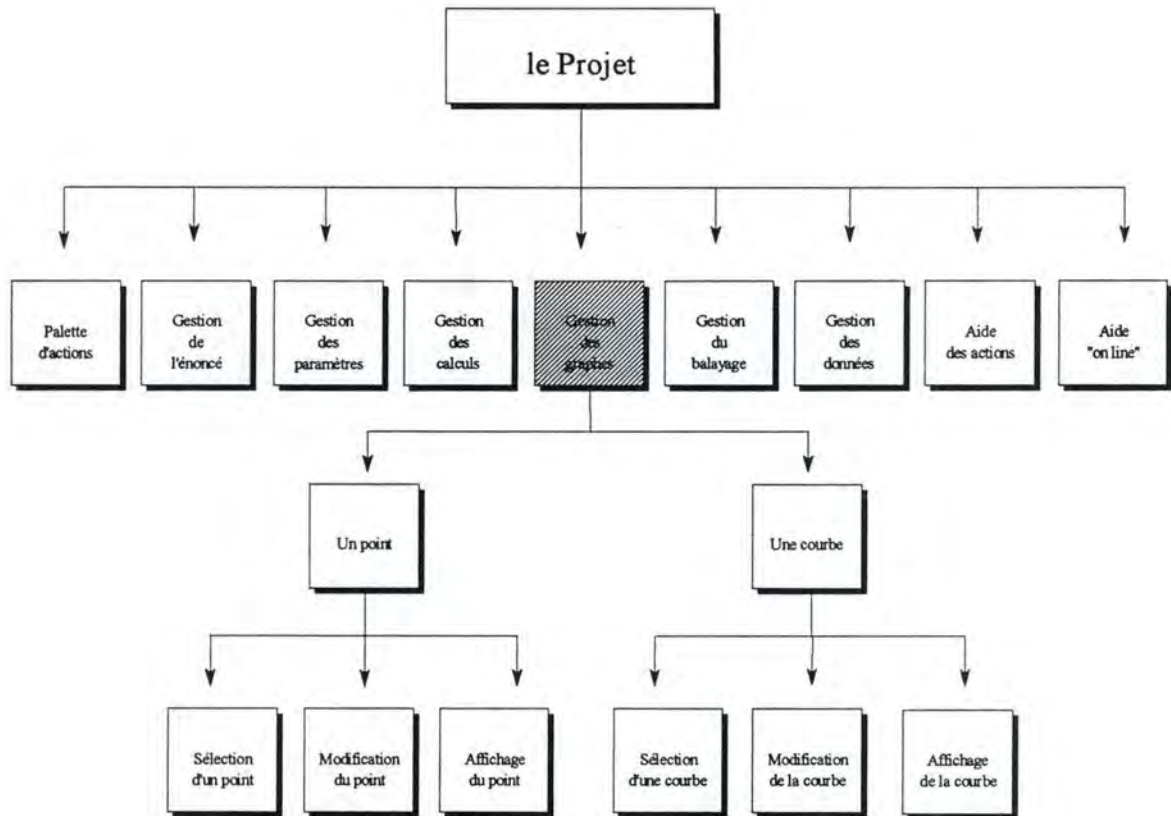 le Projet
Palette
d'actions
Gestion
de
l'énoncé
Gestion
des
paramètres
Gestion
des
calculs
Gestion
des
graphes
Gestion
du
balayage
Gestion
des
données
Aide
des actions
Aide
"on line"
Un point
Une courbe
Sélection
d'un point
Modification
du point
Affichage
du point
Sélection
d'une courbe
Modification
de la courbe
Affichage
de la courbe